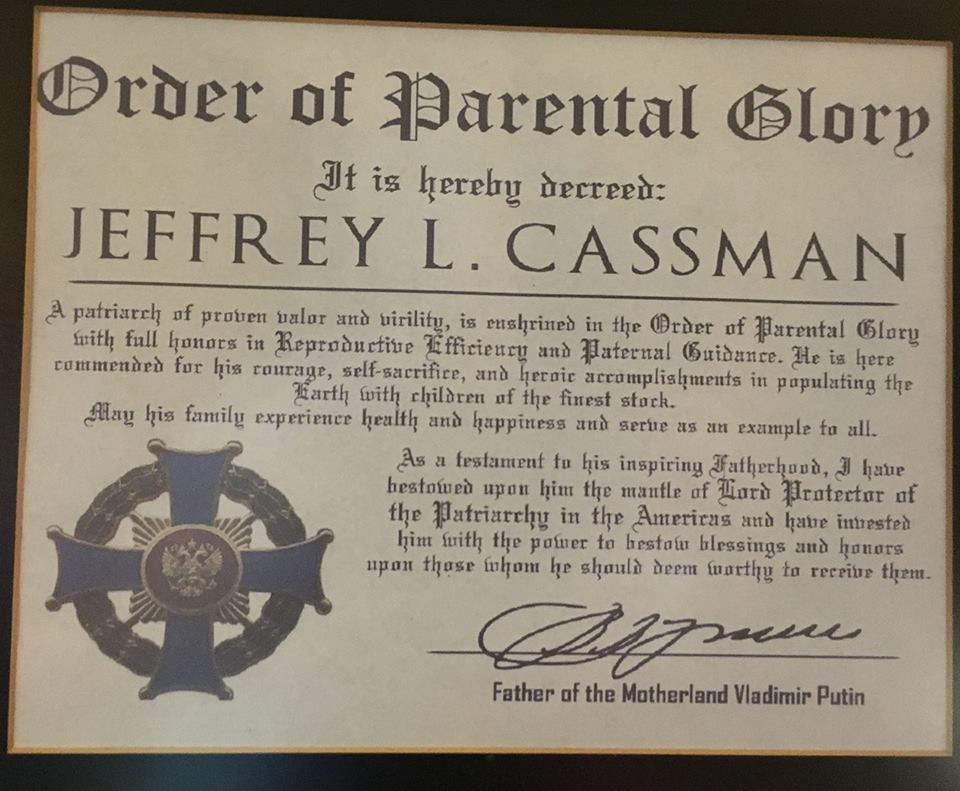 Order of Parental Glory
It is hereby decreed:
JEFFREY L. CASSMAN
A patriarch of proven valor and virility, is enshrined in the Order of Parental Glory
with full honors in Reproductive Efficiency and Paternal Guidance. He is here
commended for his courage, self-sacrifice, and heroic accomplishments in populating the
Earth with children of the finest stock.
May his family experience health and happiness and serve as an example to all.
As a testament to his inspiring Fatherhood, I have
bestowed upon him the mantle of Lord Protector of
the Patriarchy in the Americas and have invested
him with the power to bestow blessings and honors
upon those whom he should deem worthy to receive them.
Father of the Motherland Vladimir Putin